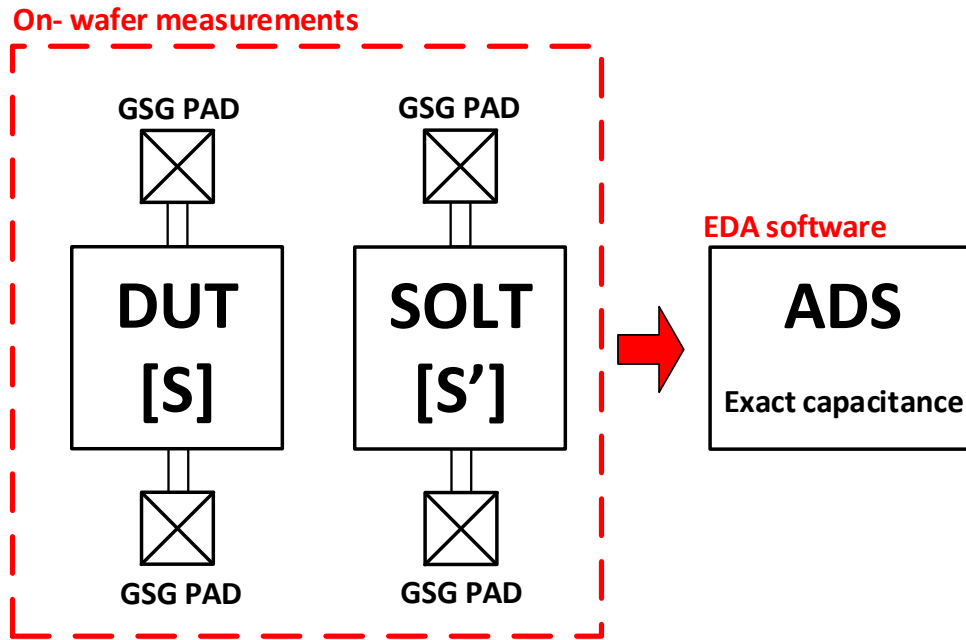 On- wafer measurements
GSG PAD
GSG PAD
DUT
[S]
SOLT
[S’]
GSG PAD
GSG PAD
EDA software
ADS
Exact capacitance